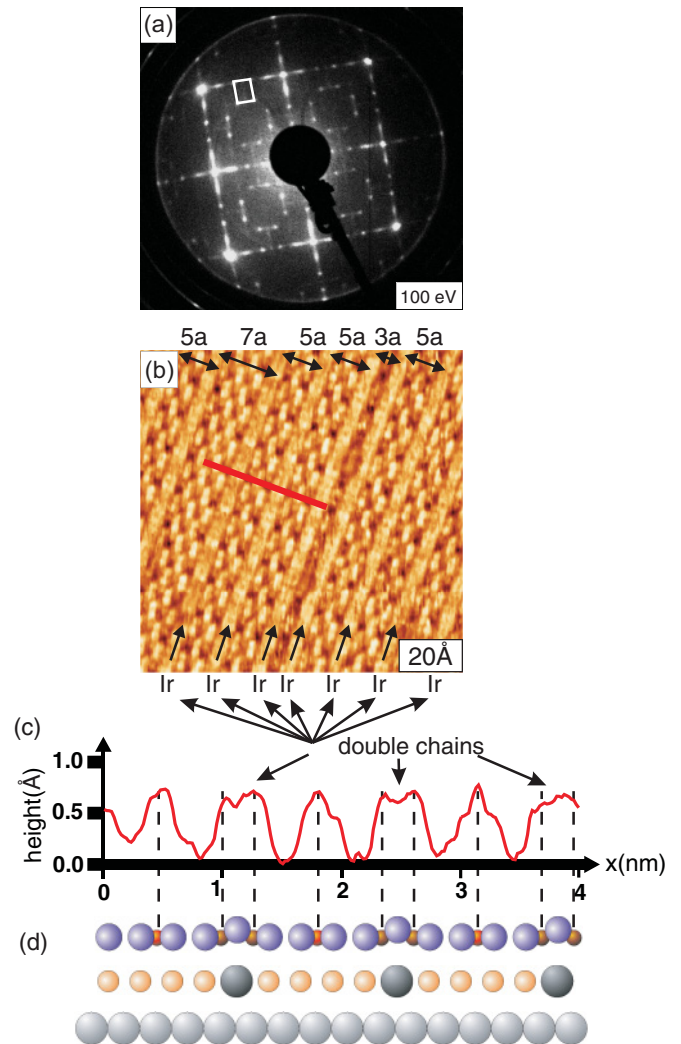 (a)
100 eV
5a 7a 5a 5a 3a 5a
(b)
20Å
Ir Ir Ir Ir Ir Ir Ir
(c)
double chains
height(Å)
1.0
0.5
0.0
0 1 2 3 4
x(nm)
(d)